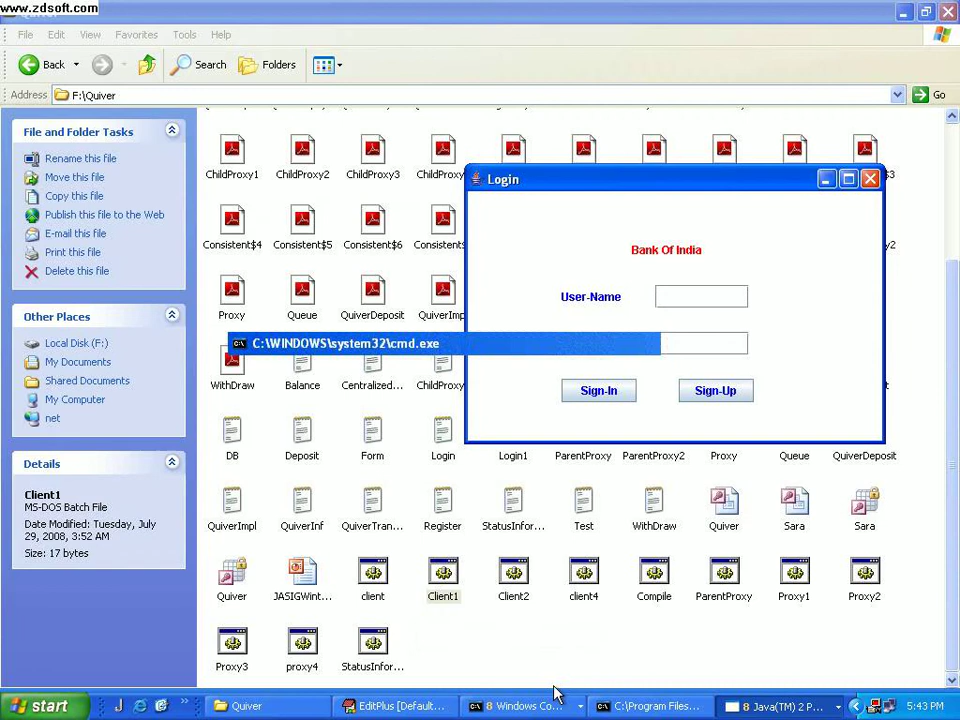 www.zdsoft.com
File Edit View Favorites Tools Help
Back Search Folders
Address F:\Quiver Go
File and Folder Tasks
Rename this file
Move this file
Copy this file
Publish this file to the Web
E-mail this file
Print this file
Delete this file
Other Places
Local Disk (F:)
My Documents
Shared Documents
My Computer
net
Details
Client1
MS-DOS Batch File
Date Modified: Tuesday, July
29, 2008, 3:52 AM
Size: 17 bytes
ChildProxy1 ChildProxy2 ChildProxy3 ChildProxy
Consistent$4 Consistent$5 Consistent$6 Consistent$
Proxy Queue QuiverDeposit QuiverImp
WithDraw Balance Centralized... ChildProxy
DB Deposit Form Login Login1 ParentProxy ParentProxy2 Proxy Queue QuiverDeposit
QuiverImpl QuiverInf QuiverTran... Register StatusInfor... Test WithDraw Quiver Sara Sara
Quiver JASIGWint... client Client1 Client2 client4 Compile ParentProxy Proxy1 Proxy2
Proxy3 proxy4 StatusInfor...
Login
Bank Of India
User-Name
Sign-In Sign-Up
C:\WINDOWS\system32\cmd.exe
start Quiver EditPlus [Default... 8 Windows Co... C:\Program Files... 8 Java(TM) 2 P... 5:43 PM